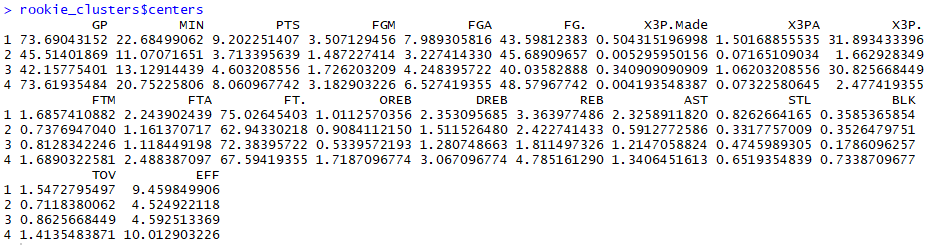 > rookie_clusters$centers
GP MIN PTS FGM FGA FG. X3P.Made X3PA X3P.
1 73.69043152 22.68499062 9.202251407 3.507129456 7.989305816 43.59812383 0.504315196998 1.50168855535 31.893433396
2 45.51401869 11.07071651 3.713395639 1.487227414 3.227414330 45.68909657 0.005295950156 0.07165109034 1.662928349
3 42.15775401 13.12914439 4.603208556 1.726203209 4.248395722 40.03582888 0.340909090909 1.06203208556 30.825668449
4 73.61935484 20.75225806 8.060967742 3.182903226 6.527419355 48.57967742 0.004193548387 0.07322580645 2.477419355
FTM FTA FT. OREB DREB REB AST STL BLK
1 1.6857410882 2.243902439 75.02645403 1.0112570356 2.353095685 3.363977486 2.3258911820 0.8262664165 0.3585365854
2 0.7376947040 1.161370717 62.94330218 0.9084112150 1.511526480 2.422741433 0.5912772586 0.3317757009 0.3526479751
3 0.8128342246 1.118449198 72.38395722 0.5339572193 1.280748663 1.811497326 1.2147058824 0.4745989305 0.1786096257
4 1.6890322581 2.488387097 67.59419355 1.7187096774 3.067096774 4.785161290 1.3406451613 0.6519354839 0.7338709677
TOV EFF
1 1.5472795497 9.459849906
2 0.7118380062 4.524922118
3 0.8625668449 4.592513369
4 1.4135483871 10.012903226